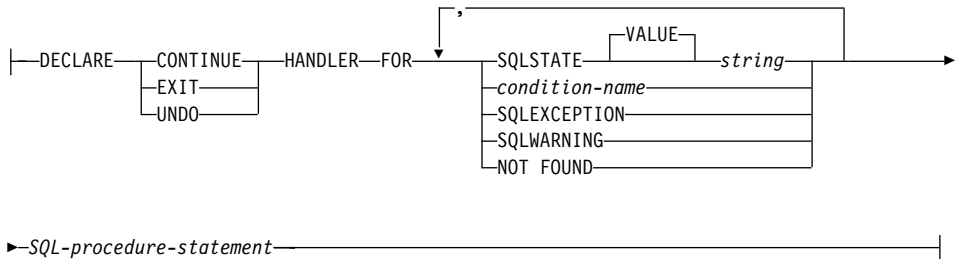 ,
VALUE
DECLARE CONTINUE HANDLER FOR SQLSTATE string
EXIT condition-name
UNDO SQLEXCEPTION
SQLWARNING
NOT FOUND
SQL-procedure-statement